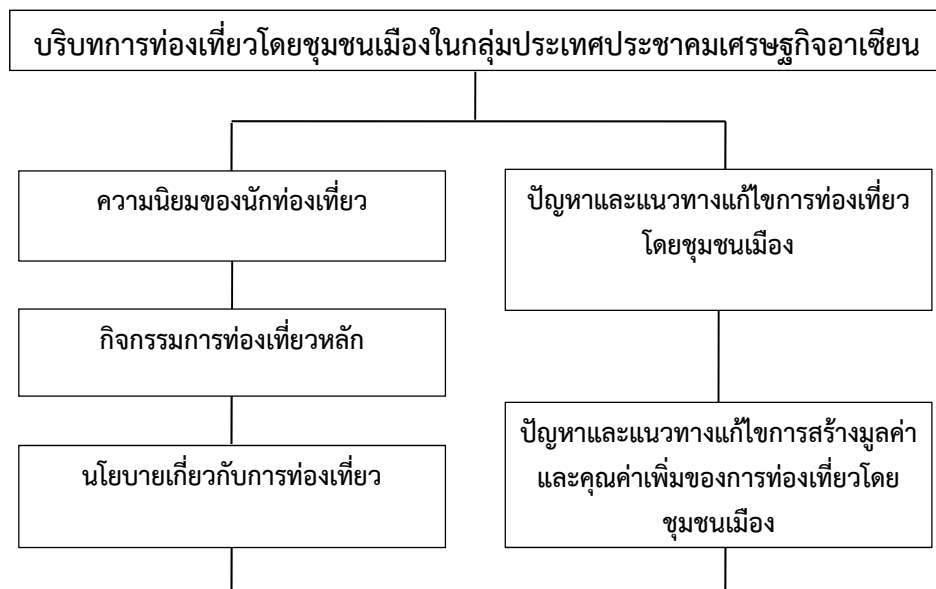 บริบทการท่องเที่ยวโดยชุมชนเมืองในกลุ่มประเทศประชาคมเศรษฐกิจอาเซียน
ความนิยมของนักท่องเที่ยว
กิจกรรมการท่องเที่ยวหลัก
นโยบายเกี่ยวกับการท่องเที่ยว
ปัญหาและแนวทางแก้ไขการท่องเที่ยว
โดยชุมชนเมือง
ปัญหาและแนวทางแก้ไขการสร้างมูลค่า
และคุณค่าเพิ่มของการท่องเที่ยวโดย
ชุมชนเมือง